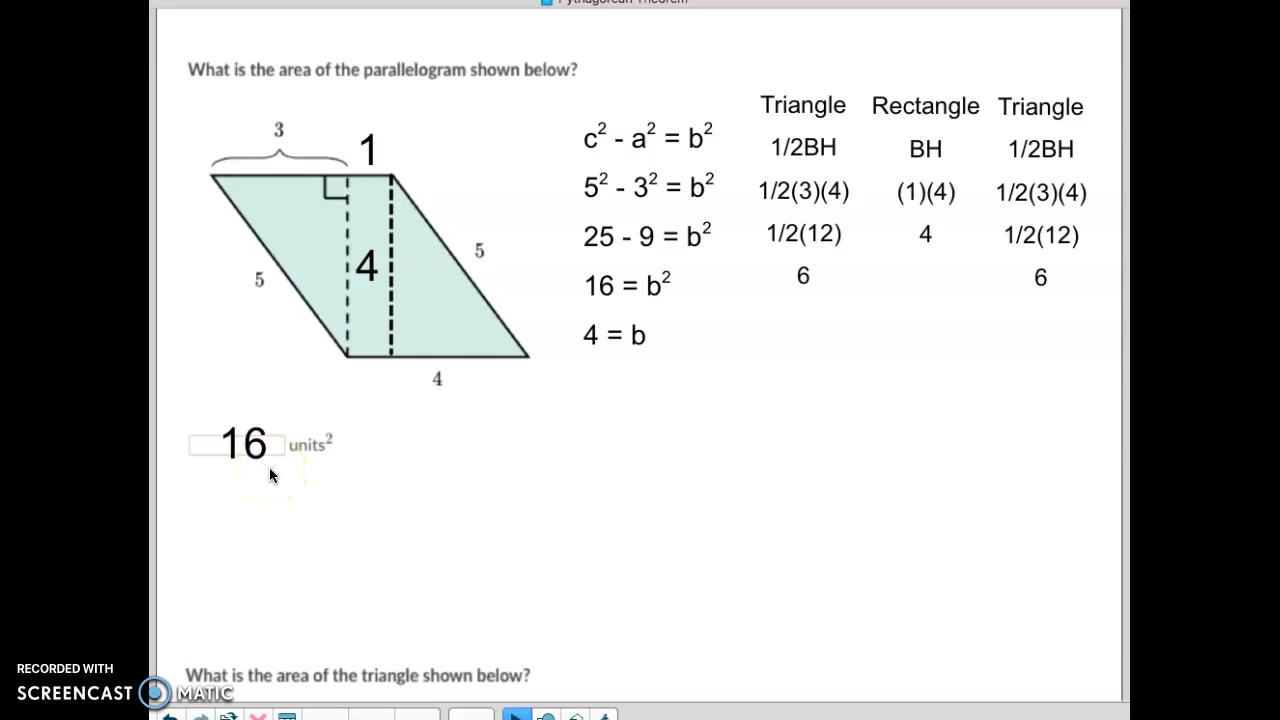 Pythagorean Theorem
What is the area of the parallelogram shown below?
3
1
5
4
5
4
c² - a² = b²
5² - 3² = b²
25 - 9 = b²
16 = b²
4 = b
Triangle Rectangle Triangle
1/2BH BH 1/2BH
1/2(3)(4) (1)(4) 1/2(3)(4)
1/2(12) 4 1/2(12)
6 6
16 units²
What is the area of the triangle shown below?
RECORDED WITH
SCREENCAST MATIC